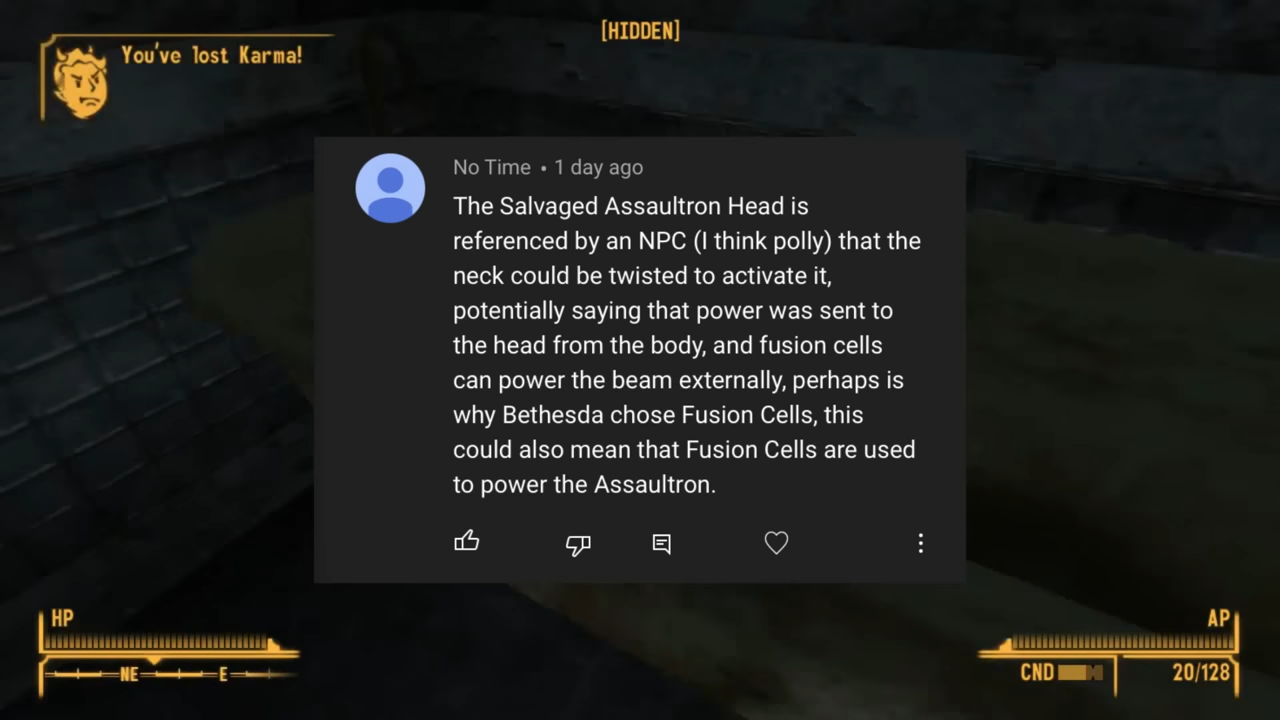 [HIDDEN]
You've lost Karma!
No Time • 1 day ago
The Salvaged Assaultron Head is
referenced by an NPC (I think polly) that the
neck could be twisted to activate it,
potentially saying that power was sent to
the head from the body, and fusion cells
can power the beam externally, perhaps is
why Bethesda chose Fusion Cells, this
could also mean that Fusion Cells are used
to power the Assaultron.
HP
AP
NE
E
CND
20/128